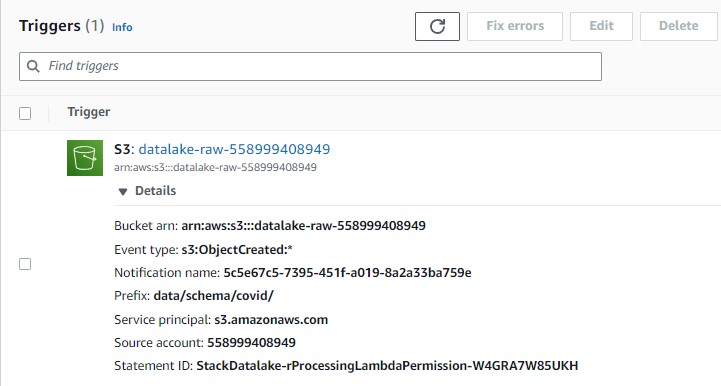 Triggers (1) Info
Fix errors Edit Delete
Find triggers
Trigger
S3: datalake-raw-558999408949
arn:aws:s3:::datalake-raw-558999408949
Details
Bucket arn: arn:aws:s3:::datalake-raw-558999408949
Event type: s3:ObjectCreated:*
Notification name: 5c5e67c5-7395-451f-a019-8a2a33ba759e
Prefix: data/schema/covid/
Service principal: s3.amazonaws.com
Source account: 558999408949
Statement ID: StackDatalake-rProcessingLambdaPermission-W4GRA7W85UKH